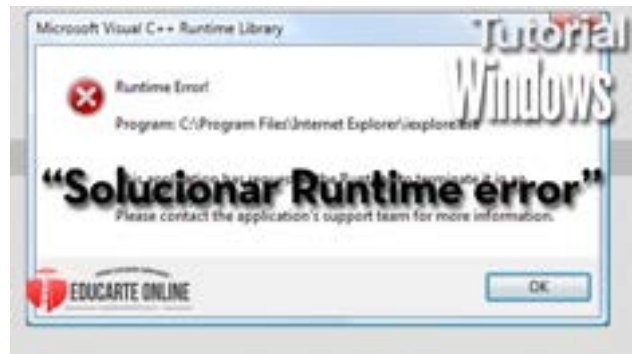 Microsoft Visual C++ Runtime Library
Tutorial
Windows
Runtime Error!
Program: C:\Program Files\Internet Explorer\iexplore.exe
“Solucionar Runtime error”
Please contact the application's support team for more information.
EDUCARTE ONLINE
OK